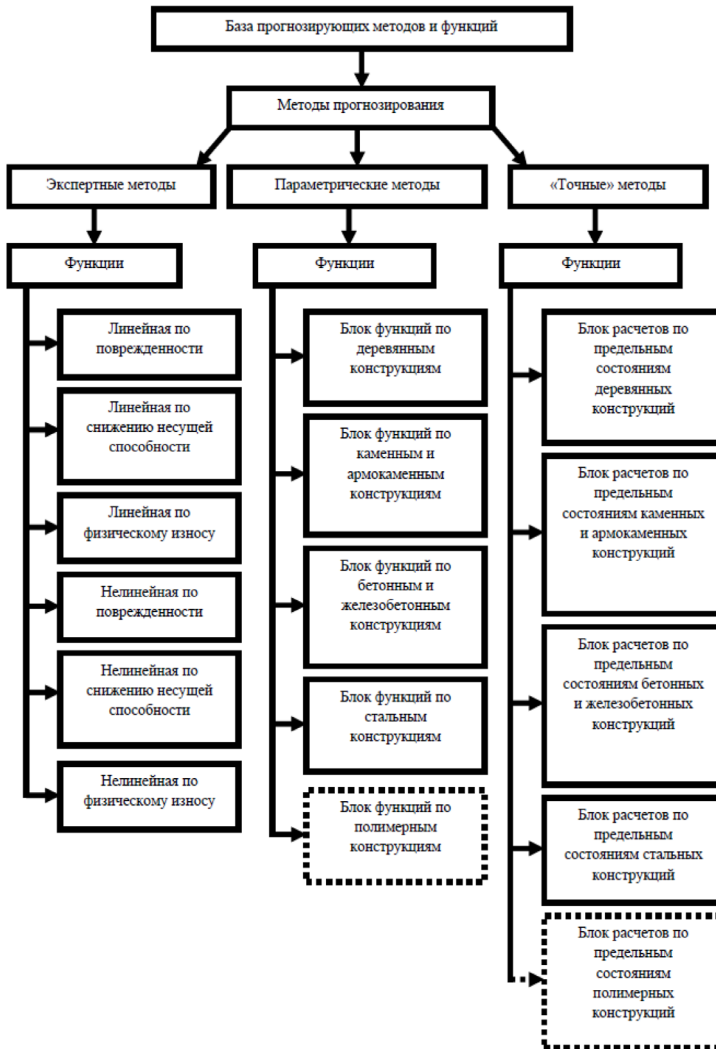 База прогнозирующих методов и функций
Методы прогнозирования
Экспертные методы
Параметрические методы
«Точные» методы
Функции
Функции
Функции
Линейная по
поврежденности
Линейная по
снижению несущей
способности
Линейная по
физическому износу
Нелинейная по
поврежденности
Нелинейная по
снижению несущей
способности
Нелинейная по
физическому износу
Блок функций по
деревянным
конструкциям
Блок функций по
каменным и
армокаменным
конструкциям
Блок функций по
бетонным и
железобетонным
конструкциям
Блок функций по
стальным
конструкциям
Блок функций по
полимерным
конструкциям
Блок расчетов по
предельным
состояниям
деревянных
конструкций
Блок расчетов по
предельным
состояниям каменных
и армокаменных
конструкций
Блок расчетов по
предельным
состояниям бетонных
и железобетонных
конструкций
Блок расчетов по
предельным
состояниям стальных
конструкций
Блок расчетов по
предельным
состояниям
полимерных
конструкций